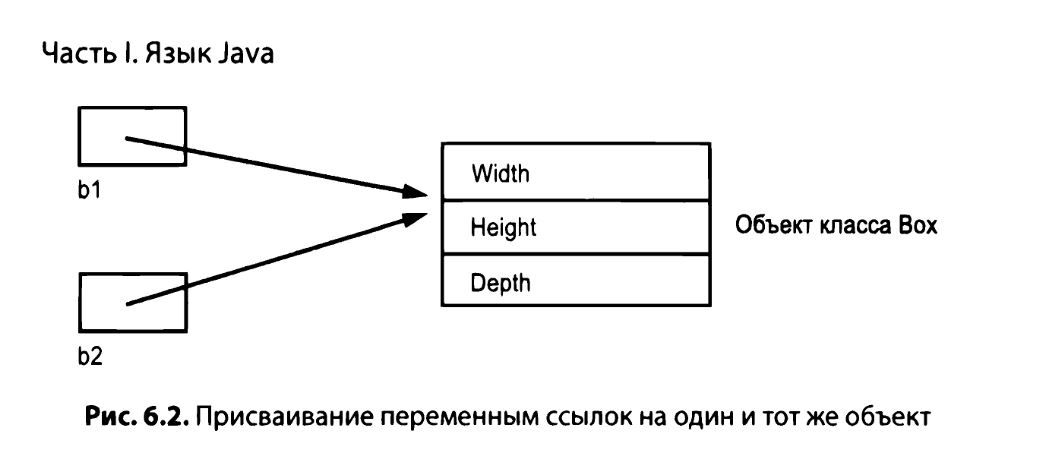 Часть I. Язык Java
b1
Width
Height
Depth
Объект класса Box
b2
Рис. 6.2. Присваивание переменным ссылок на один и тот же объект